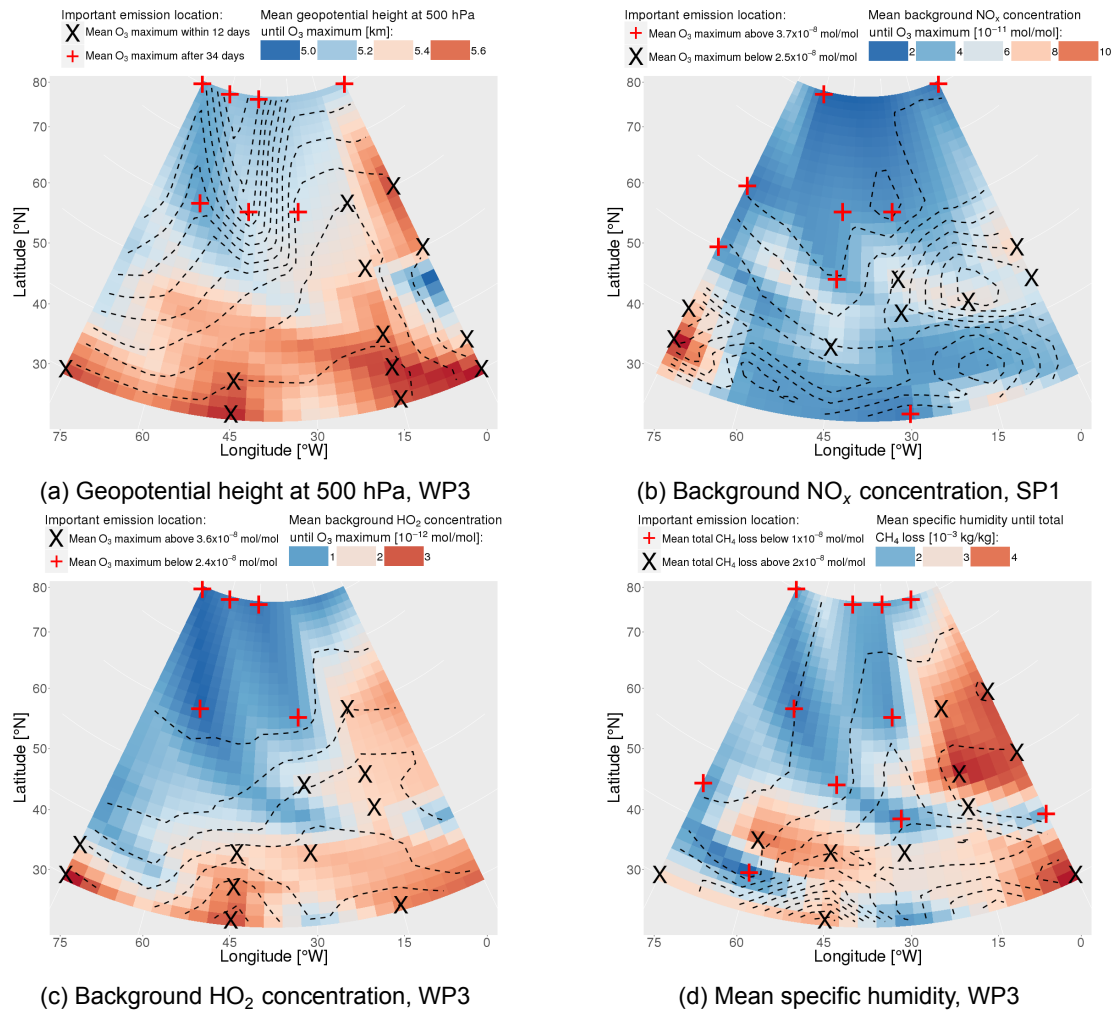 Important emission location:
X Mean O₃ maximum within 12 days
+ Mean O₃ maximum after 34 days
Mean geopotential height at 500 hPa
until O₃ maximum [km]:
5.0 5.2 5.4 5.6
80
70
60
50
40
30
Latitude [°N]
75 60 45 30 15 0
Longitude [°W]
(a) Geopotential height at 500 hPa, WP3
Important emission location:
+ Mean O₃ maximum above 3.7x10⁻⁸ mol/mol
X Mean O₃ maximum below 2.5x10⁻⁸ mol/mol
Mean background NOₓ concentration
until O₃ maximum [10⁻¹¹ mol/mol]:
2 4 6 8 10
80
70
60
50
40
30
Latitude [°N]
75 60 45 30 15 0
Longitude [°W]
(b) Background NOₓ concentration, SP1
Important emission location:
X Mean O₃ maximum above 3.6x10⁻⁸ mol/mol
+ Mean O₃ maximum below 2.4x10⁻⁸ mol/mol
Mean background HO₂ concentration
until O₃ maximum [10⁻¹² mol/mol]:
1 2 3
80
70
60
50
40
30
Latitude [°N]
75 60 45 30 15 0
Longitude [°W]
(c) Background HO₂ concentration, WP3
Important emission location:
+ Mean total CH₄ loss below 1x10⁻⁸ mol/mol
X Mean total CH₄ loss above 2x10⁻⁸ mol/mol
Mean specific humidity until total
CH₄ loss [10⁻³ kg/kg]:
2 3 4
80
70
60
50
40
30
Latitude [°N]
75 60 45 30 15 0
Longitude [°W]
(d) Mean specific humidity, WP3